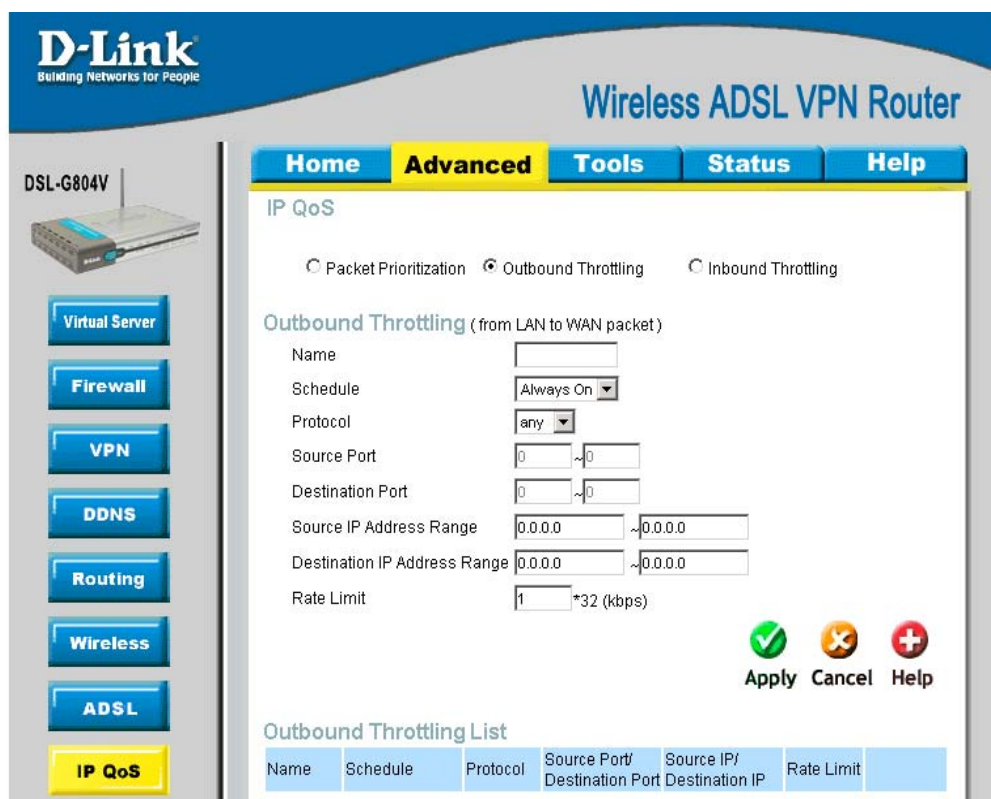 D-Link
Building Networks for People
Wireless ADSL VPN Router
DSL-G804V
Home Advanced Tools Status Help
IP QoS
Packet Prioritization Outbound Throttling Inbound Throttling
Virtual Server
Firewall
VPN
DDNS
Routing
Wireless
ADSL
IP QoS
Outbound Throttling ( from LAN to WAN packet )
Name
Schedule Always On
Protocol any
Source Port 0 ~ 0
Destination Port 0 ~ 0
Source IP Address Range 0.0.0.0 ~ 0.0.0.0
Destination IP Address Range 0.0.0.0 ~ 0.0.0.0
Rate Limit 1 *32 (kbps)
Apply Cancel Help
Outbound Throttling List
Name Schedule Protocol Source Port/ Destination Port Source IP/ Destination IP Rate Limit